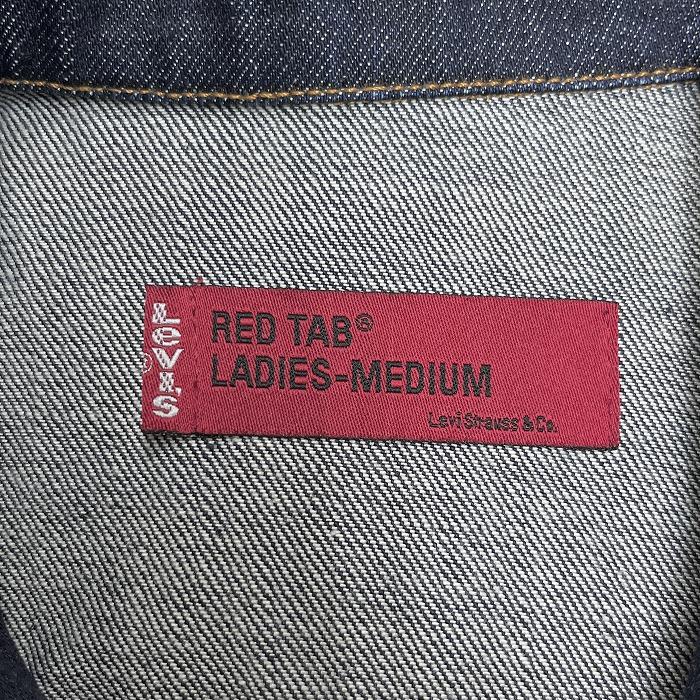 LEVI'S
®
RED TAB®
LADIES-MEDIUM
Levi Strauss & Co.